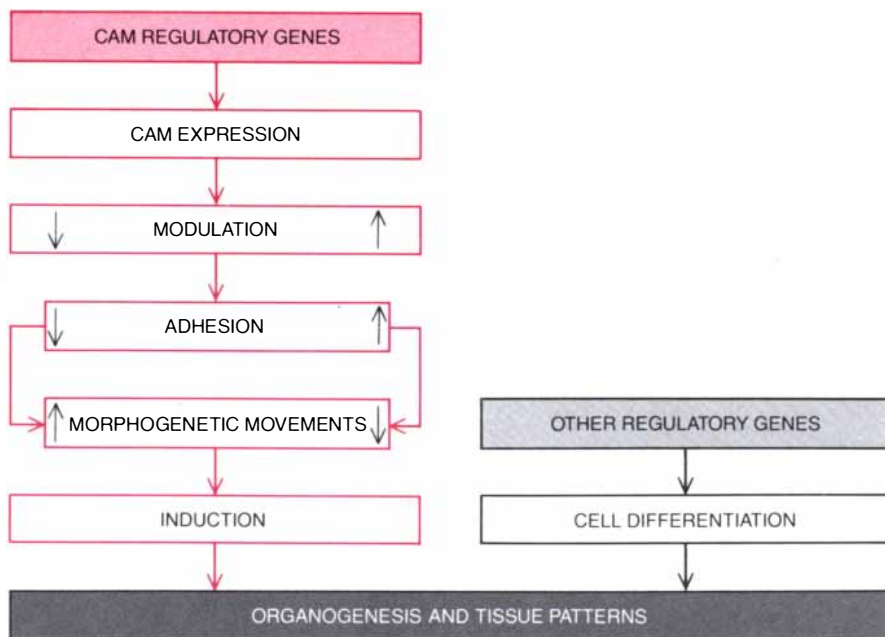 CAM REGULATORY GENES
CAM EXPRESSION
MODULATION
ADHESION
MORPHOGENETIC MOVEMENTS
INDUCTION
OTHER REGULATORY GENES
CELL DIFFERENTIATION
ORGANOGENESIS AND TISSUE PATTERNS